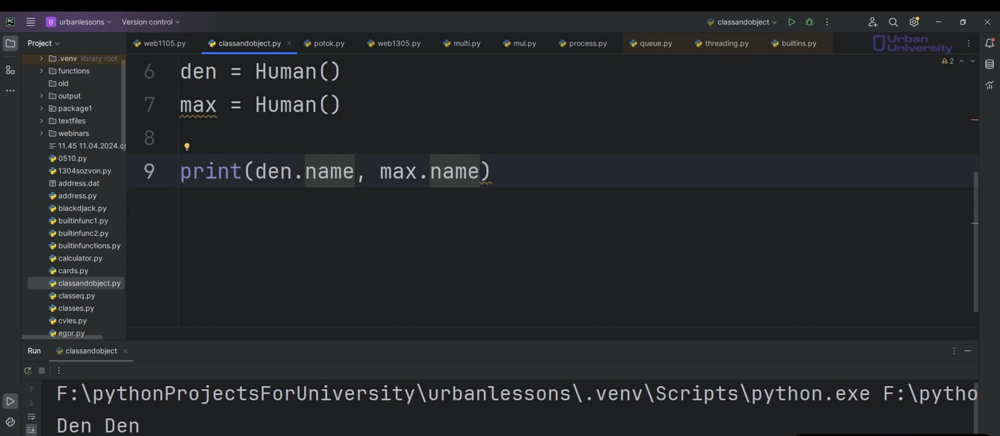 PC
U urbanlessons
Version control
classandobject
Project
web1105.py
classandobject.py
potok.py
web1305.py
multi.py
mul.py
process.py
queue.py
threading.py
builtins.py
Urban
University
.venv library root
functions
old
output
package1
textfiles
webinars
11.45 11.04.2024.cs
0510.py
1304sozvon.py
address.dat
address.py
blackdjack.py
builtinfunc1.py
builtinfunc2.py
builtinfunctions.py
calculator.py
cards.py
classandobject.py
classeq.py
classes.py
cvles.py
egor.py
2
6 den = Human()
7 max = Human()
8
9 print(den.name, max.name)
Run
classandobject
F:\pythonProjectsForUniversity\urbanlessons\.venv\Scripts\python.exe F:\pytho
Den Den